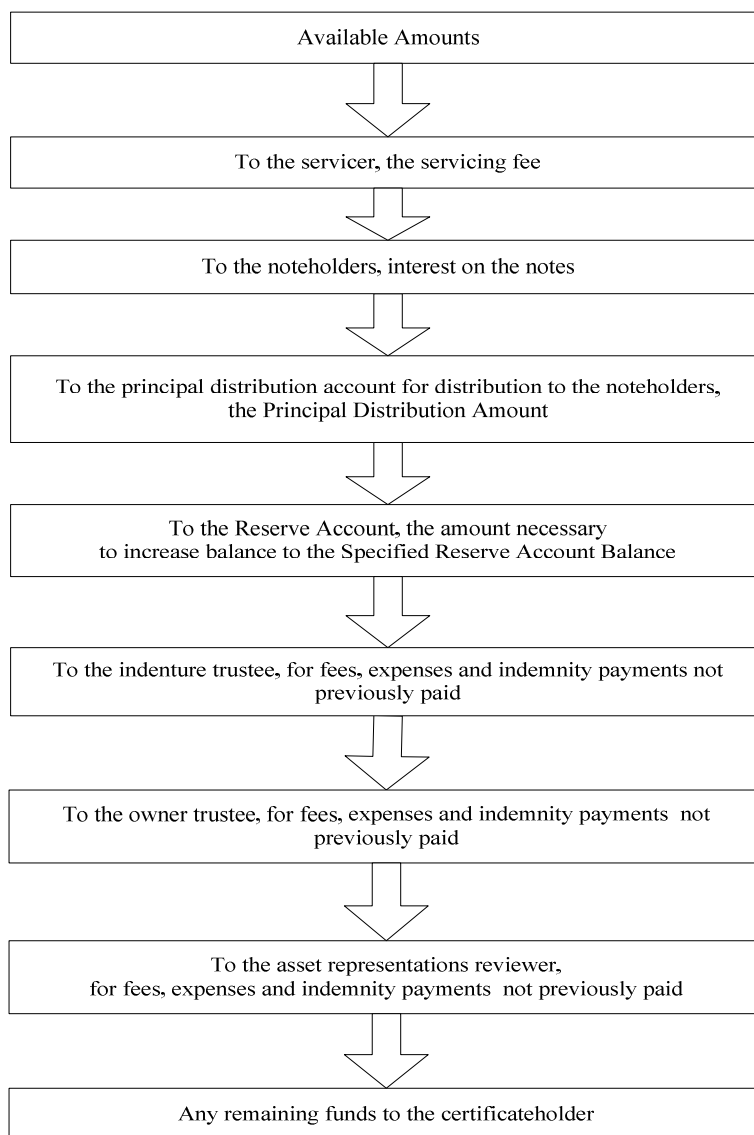 Available Amounts
To the servicer, the servicing fee
To the noteholders, interest on the notes
To the principal distribution account for distribution to the noteholders,
the Principal Distribution Amount
To the Reserve Account, the amount necessary
to increase balance to the Specified Reserve Account Balance
To the indenture trustee, for fees, expenses and indemnity payments not
previously paid
To the owner trustee, for fees, expenses and indemnity payments not
previously paid
To the asset representations reviewer,
for fees, expenses and indemnity payments not previously paid
Any remaining funds to the certificateholder